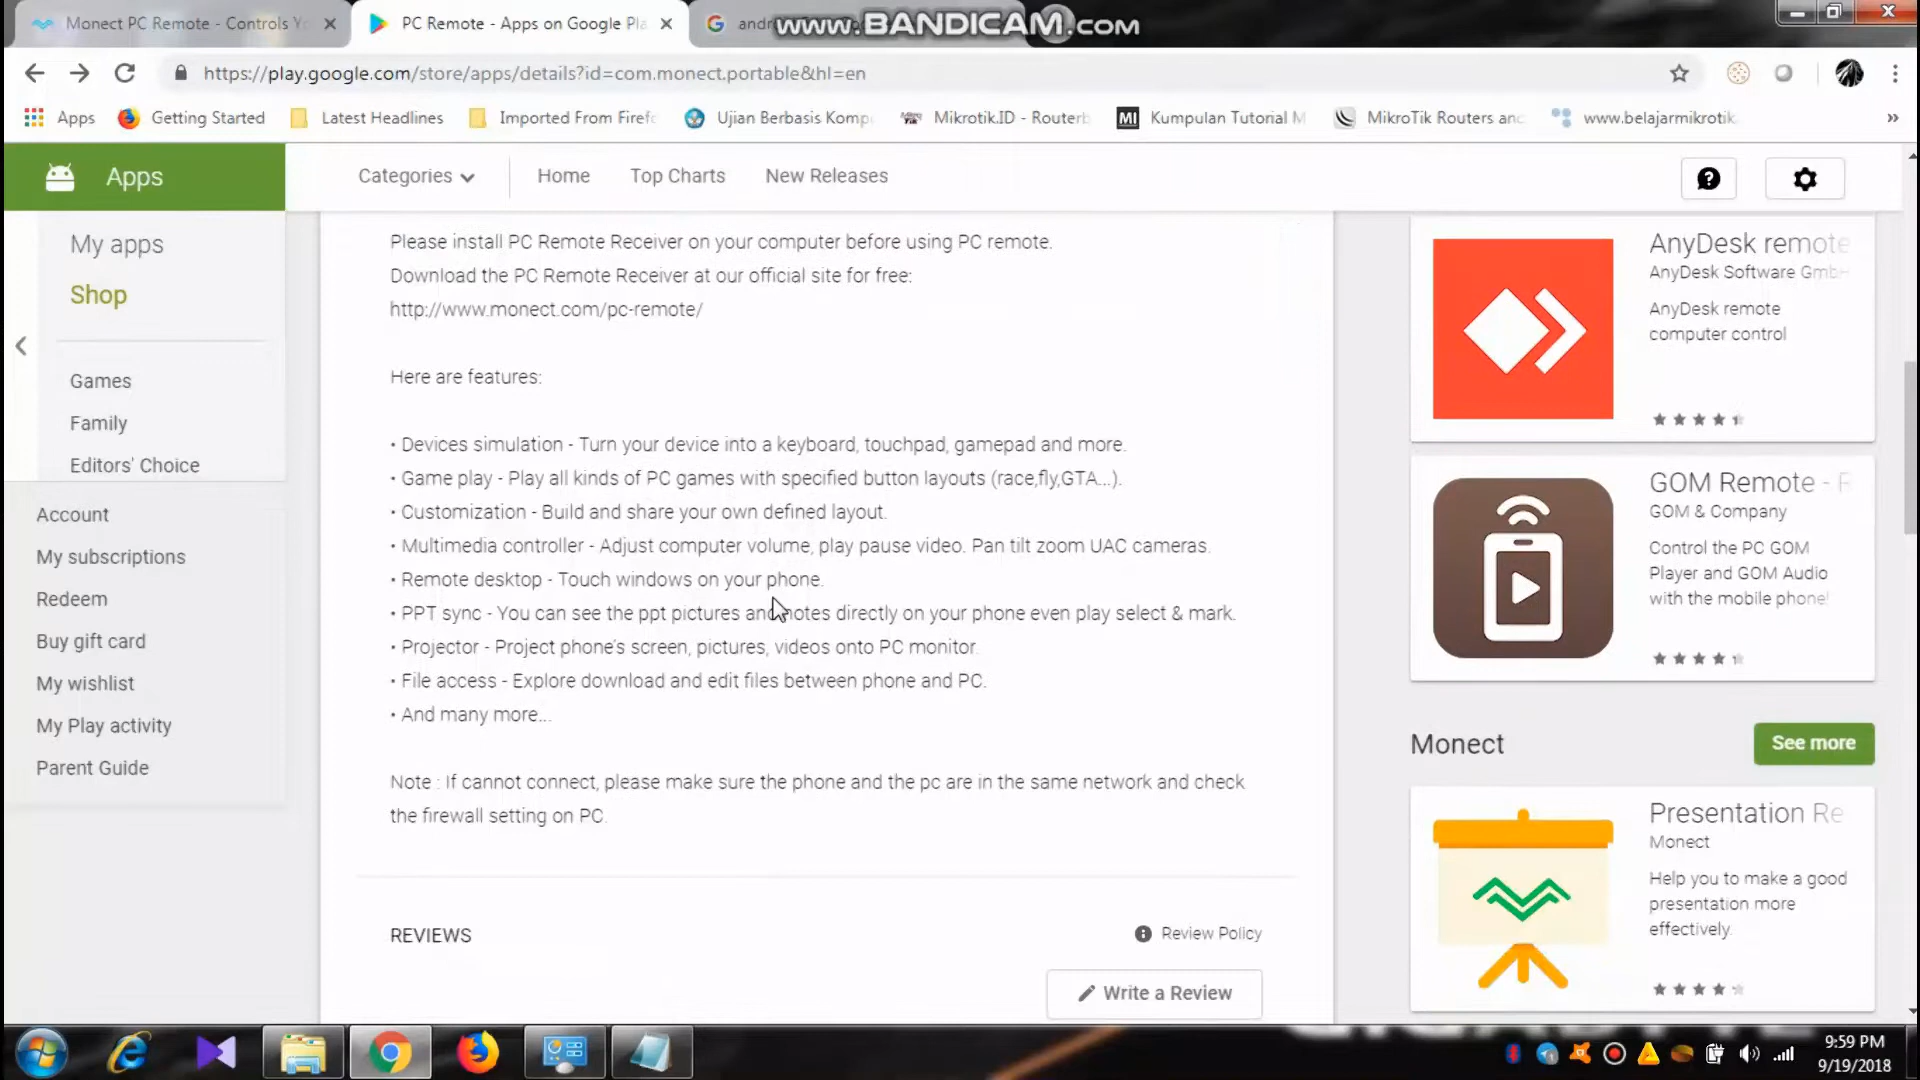 Monect PC Remote - Controls Yo
PC Remote - Apps on Google Pla
www.BANDICAM.com
https://play.google.com/store/apps/details?id=com.monect.portable&hl=en
Apps
Getting Started
Latest Headlines
Imported From Firef
Ujian Berbasis Komp
Mikrotik.ID - Routerb
Kumpulan Tutorial M
MikroTik Routers and
www.belajarmikrotik.
»
Apps
Categories
Home
Top Charts
New Releases
My apps
Shop
Games
Family
Editors' Choice
Account
My subscriptions
Redeem
Buy gift card
My wishlist
My Play activity
Parent Guide
Please install PC Remote Receiver on your computer before using PC remote.
Download the PC Remote Receiver at our official site for free:
http://www.monect.com/pc-remote/
Here are features:
• Devices simulation - Turn your device into a keyboard, touchpad, gamepad and more.
• Game play - Play all kinds of PC games with specified button layouts (race,fly,GTA...).
• Customization - Build and share your own defined layout.
• Multimedia controller - Adjust computer volume, play pause video. Pan tilt zoom UAC cameras.
• Remote desktop - Touch windows on your phone.
• PPT sync - You can see the ppt pictures and notes directly on your phone even play select & mark.
• Projector - Project phone's screen, pictures, videos onto PC monitor.
• File access - Explore download and edit files between phone and PC.
• And many more...
Note : If cannot connect, please make sure the phone and the pc are in the same network and check
the firewall setting on PC.
REVIEWS
Review Policy
Write a Review
AnyDesk remote
AnyDesk Software GmbH
AnyDesk remote
computer control
GOM Remote - R
GOM & Company
Control the PC GOM
Player and GOM Audio
with the mobile phone!
Monect
See more
Presentation Re
Monect
Help you to make a good
presentation more
effectively.
9:59 PM
9/19/2018